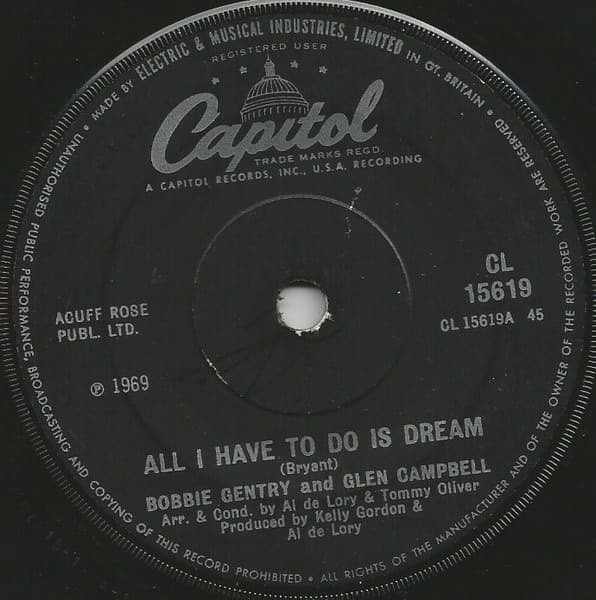 MADE BY ELECTRIC & MUSICAL INDUSTRIES, LIMITED IN GT. BRITAIN •
REGISTERED USER
Capitol
TRADE MARKS REGD.
A CAPITOL RECORDS, INC., U.S.A. RECORDING
CL
15619
CL 15619A 45
ACUFF ROSE
PUBL. LTD.
℗ 1969
ALL I HAVE TO DO IS DREAM
(Bryant)
BOBBIE GENTRY and GLEN CAMPBELL
Arr. & Cond. by Al de Lory & Tommy Oliver
Produced by Kelly Gordon &
Al de Lory
UNAUTHORISED PUBLIC PERFORMANCE, BROADCASTING AND COPYING OF THIS RECORD PROHIBITED • ALL RIGHTS OF THE MANUFACTURER AND OF THE OWNER OF THE RECORDED WORK ARE RESERVED •